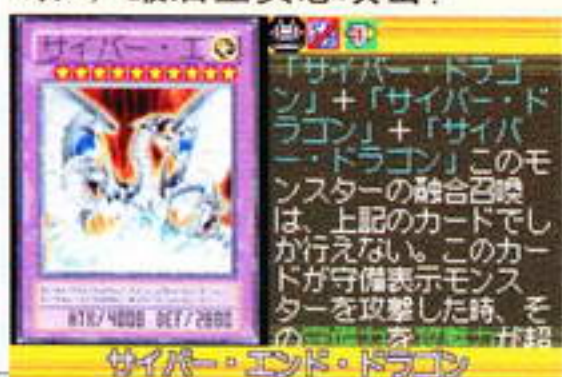 サイバー・エ
ATK/4000 DEF/2800
「サイバー・ドラゴ
ン」+「サイバー・ド
ラゴン」+「サイバ
ー・ドラゴン」このモ
ンスターの融合召喚
は、上記のカードでし
か行えない。このカー
ドが守備表示モンス
ターを攻撃した時、そ
の を が超
サイバー・エンド・ドラゴン